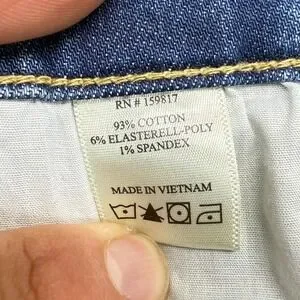 RN # 159817
93% COTTON
6% ELASTERELL-POLY
1% SPANDEX
MADE IN VIETNAM